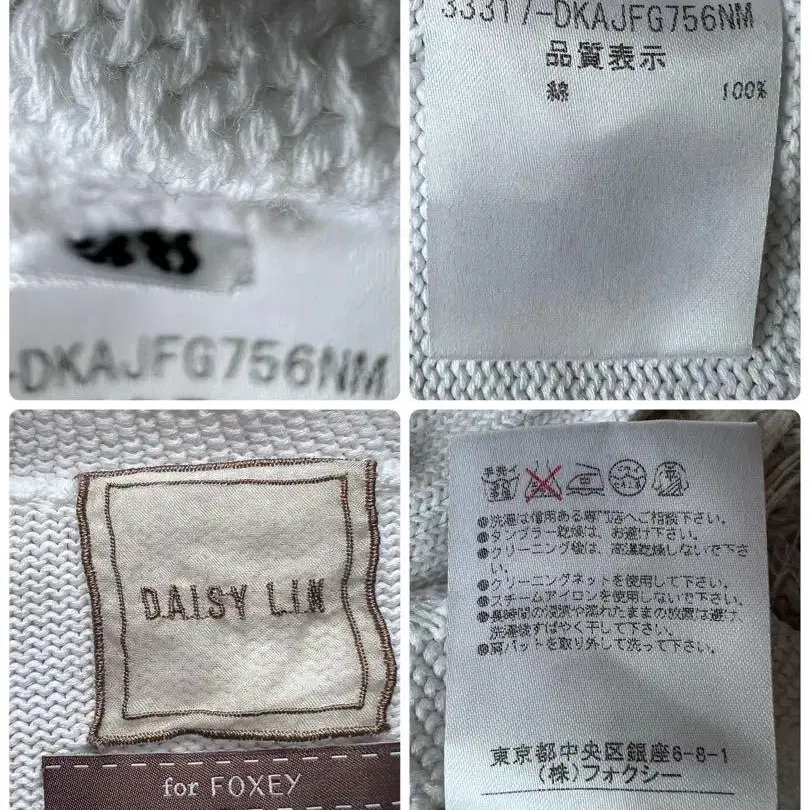 38
-DKAJFG756NM
33317-DKAJFG756NM
品質表示
綿 100%
DAISY LIN
for FOXEY
手洗イ
●洗濯は信用ある専門店へご相談下さい。
●タンブラー乾燥は、お避け下さい。
●クリーニング後は、高温乾燥しないで下さ
い。
●クリーニングネットを使用して下さい。
●スチームアイロンを使用しないで下さい。
●長時間の浸漬や濡れたままの放置は避け、
洗濯後すばやく干して下さい。
●肩パットを取り外して洗って下さい。
東京都中央区銀座6-8-1
(株)フォクシー